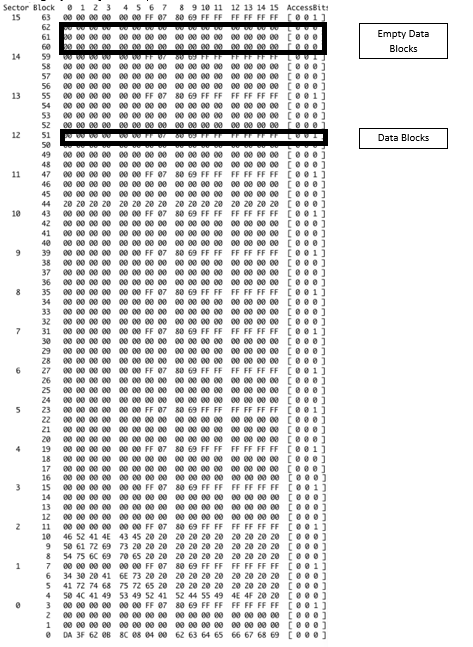 Sector Block 0 1 2 3 4 5 6 7 8 9 10 11 12 13 14 15 AccessBits
15 63 00 00 00 00 00 00 FF 07 80 69 FF FF FF FF FF FF [ 0 0 1 ]
62 00 00 00 00 00 00 00 00 00 00 00 00 00 00 00 00 [ 0 0 0 ]
Empty Data
61 00 00 00 00 00 00 00 00 00 00 00 00 00 00 00 00 [ 0 0 0 ]
Blocks
60 00 00 00 00 00 00 00 00 00 00 00 00 00 00 00 00 [ 0 0 0 ]
14 59 00 00 00 00 00 00 FF 07 80 69 FF FF FF FF FF FF [ 0 0 1 ]
58 00 00 00 00 00 00 00 00 00 00 00 00 00 00 00 00 [ 0 0 0 ]
57 00 00 00 00 00 00 00 00 00 00 00 00 00 00 00 00 [ 0 0 0 ]
56 00 00 00 00 00 00 00 00 00 00 00 00 00 00 00 00 [ 0 0 0 ]
13 55 00 00 00 00 00 00 FF 07 80 69 FF FF FF FF FF FF [ 0 0 1 ]
54 00 00 00 00 00 00 00 00 00 00 00 00 00 00 00 00 [ 0 0 0 ]
53 00 00 00 00 00 00 00 00 00 00 00 00 00 00 00 00 [ 0 0 0 ]
52 00 00 00 00 00 00 00 00 00 00 00 00 00 00 00 00 [ 0 0 0 ]
12 51 00 00 00 00 00 00 FF 07 80 69 FF FF FF FF FF FF [ 0 0 1 ]
Data Blocks
50 00 00 00 00 00 00 00 00 00 00 00 00 00 00 00 00 [ 0 0 0 ]
49 00 00 00 00 00 00 00 00 00 00 00 00 00 00 00 00 [ 0 0 0 ]
48 00 00 00 00 00 00 00 00 00 00 00 00 00 00 00 00 [ 0 0 0 ]
11 47 00 00 00 00 00 00 FF 07 80 69 FF FF FF FF FF FF [ 0 0 1 ]
46 00 00 00 00 00 00 00 00 00 00 00 00 00 00 00 00 [ 0 0 0 ]
45 00 00 00 00 00 00 00 00 00 00 00 00 00 00 00 00 [ 0 0 0 ]
44 20 20 20 20 20 20 20 20 20 20 20 20 20 20 20 20 [ 0 0 0 ]
10 43 00 00 00 00 00 00 FF 07 80 69 FF FF FF FF FF FF [ 0 0 1 ]
42 00 00 00 00 00 00 00 00 00 00 00 00 00 00 00 00 [ 0 0 0 ]
41 00 00 00 00 00 00 00 00 00 00 00 00 00 00 00 00 [ 0 0 0 ]
40 00 00 00 00 00 00 00 00 00 00 00 00 00 00 00 00 [ 0 0 0 ]
9 39 00 00 00 00 00 00 FF 07 80 69 FF FF FF FF FF FF [ 0 0 1 ]
38 00 00 00 00 00 00 00 00 00 00 00 00 00 00 00 00 [ 0 0 0 ]
37 00 00 00 00 00 00 00 00 00 00 00 00 00 00 00 00 [ 0 0 0 ]
36 00 00 00 00 00 00 00 00 00 00 00 00 00 00 00 00 [ 0 0 0 ]
8 35 00 00 00 00 00 00 FF 07 80 69 FF FF FF FF FF FF [ 0 0 1 ]
34 00 00 00 00 00 00 00 00 00 00 00 00 00 00 00 00 [ 0 0 0 ]
33 00 00 00 00 00 00 00 00 00 00 00 00 00 00 00 00 [ 0 0 0 ]
32 00 00 00 00 00 00 00 00 00 00 00 00 00 00 00 00 [ 0 0 0 ]
7 31 00 00 00 00 00 00 FF 07 80 69 FF FF FF FF FF FF [ 0 0 1 ]
30 00 00 00 00 00 00 00 00 00 00 00 00 00 00 00 00 [ 0 0 0 ]
29 00 00 00 00 00 00 00 00 00 00 00 00 00 00 00 00 [ 0 0 0 ]
28 00 00 00 00 00 00 00 00 00 00 00 00 00 00 00 00 [ 0 0 0 ]
6 27 00 00 00 00 00 00 FF 07 80 69 FF FF FF FF FF FF [ 0 0 1 ]
26 00 00 00 00 00 00 00 00 00 00 00 00 00 00 00 00 [ 0 0 0 ]
25 00 00 00 00 00 00 00 00 00 00 00 00 00 00 00 00 [ 0 0 0 ]
24 00 00 00 00 00 00 00 00 00 00 00 00 00 00 00 00 [ 0 0 0 ]
5 23 00 00 00 00 00 00 FF 07 80 69 FF FF FF FF FF FF [ 0 0 1 ]
22 00 00 00 00 00 00 00 00 00 00 00 00 00 00 00 00 [ 0 0 0 ]
21 00 00 00 00 00 00 00 00 00 00 00 00 00 00 00 00 [ 0 0 0 ]
20 00 00 00 00 00 00 00 00 00 00 00 00 00 00 00 00 [ 0 0 0 ]
4 19 00 00 00 00 00 00 FF 07 80 69 FF FF FF FF FF FF [ 0 0 1 ]
18 00 00 00 00 00 00 00 00 00 00 00 00 00 00 00 00 [ 0 0 0 ]
17 00 00 00 00 00 00 00 00 00 00 00 00 00 00 00 00 [ 0 0 0 ]
16 00 00 00 00 00 00 00 00 00 00 00 00 00 00 00 00 [ 0 0 0 ]
3 15 00 00 00 00 00 00 FF 07 80 69 FF FF FF FF FF FF [ 0 0 1 ]
14 00 00 00 00 00 00 00 00 00 00 00 00 00 00 00 00 [ 0 0 0 ]
13 00 00 00 00 00 00 00 00 00 00 00 00 00 00 00 00 [ 0 0 0 ]
12 00 00 00 00 00 00 00 00 00 00 00 00 00 00 00 00 [ 0 0 0 ]
2 11 00 00 00 00 00 00 FF 07 80 69 FF FF FF FF FF FF [ 0 0 1 ]
10 46 52 41 4E 43 45 20 20 20 20 20 20 20 20 20 20 [ 0 0 0 ]
9 50 61 72 69 73 20 20 20 20 20 20 20 20 20 20 20 [ 0 0 0 ]
8 54 75 6C 69 70 65 20 20 20 20 20 20 20 20 20 20 [ 0 0 0 ]
1 7 00 00 00 00 00 00 FF 07 80 69 FF FF FF FF FF FF [ 0 0 1 ]
6 34 30 20 41 6E 73 20 20 20 20 20 20 20 20 20 20 [ 0 0 0 ]
5 41 72 74 68 75 72 65 20 20 20 20 20 20 20 20 20 [ 0 0 0 ]
4 50 4C 41 49 53 49 52 41 52 44 55 49 4E 4F 20 20 [ 0 0 0 ]
0 3 00 00 00 00 00 00 FF 07 80 69 FF FF FF FF FF FF [ 0 0 1 ]
2 00 00 00 00 00 00 00 00 00 00 00 00 00 00 00 00 [ 0 0 0 ]
1 00 00 00 00 00 00 00 00 00 00 00 00 00 00 00 00 [ 0 0 0 ]
0 DA 3F 62 0B 8C 08 04 00 62 63 64 65 66 67 68 69 [ 0 0 0 ]